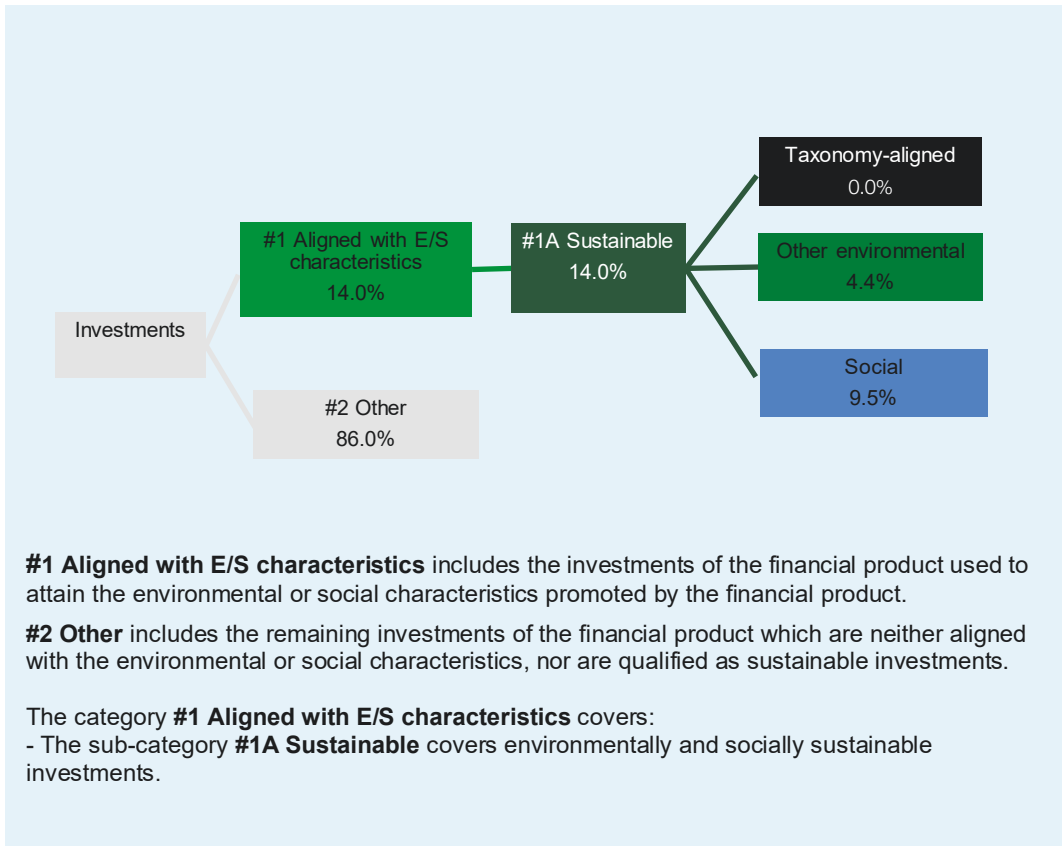 Taxonomy-aligned
0.0%
#1 Aligned with E/S
characteristics
14.0%
#1A Sustainable
14.0%
Other environmental
4.4%
Investments
Social
9.5%
#2 Other
86.0%
#1 Aligned with E/S characteristics includes the investments of the financial product used to
attain the environmental or social characteristics promoted by the financial product.
#2 Other includes the remaining investments of the financial product which are neither aligned
with the environmental or social characteristics, nor are qualified as sustainable investments.
The category #1 Aligned with E/S characteristics covers:
- The sub-category #1A Sustainable covers environmentally and socially sustainable
investments.